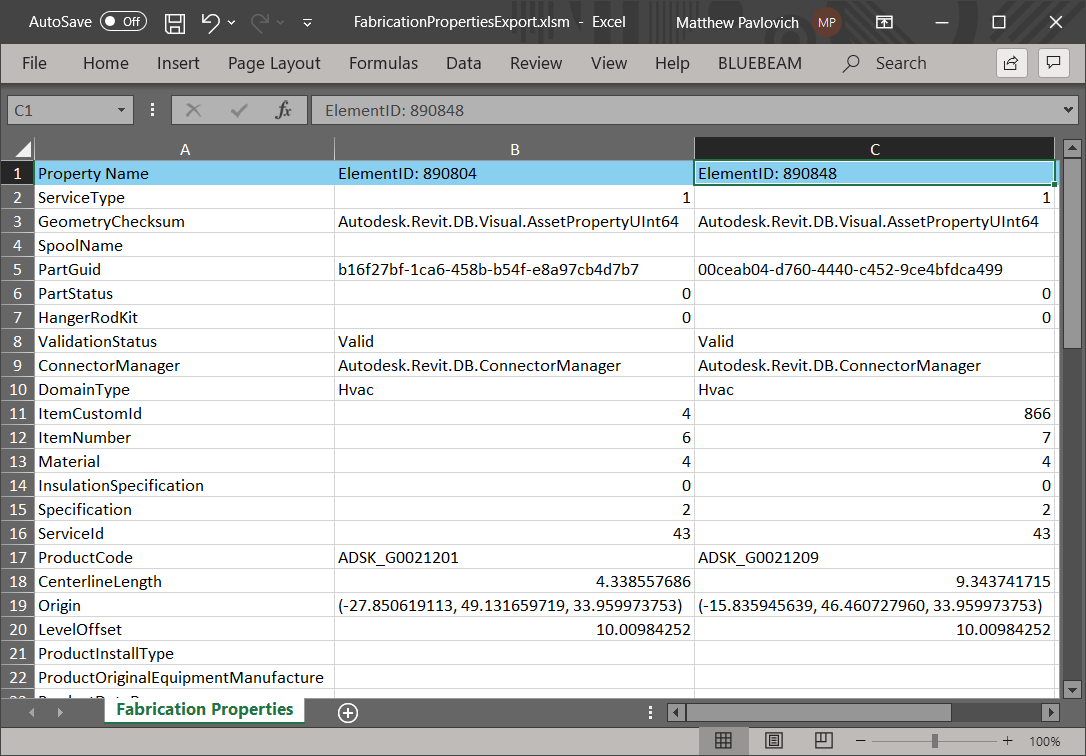 AutoSave Off FabricationPropertiesExport.xlsm - Excel Matthew Pavlovich MP
File Home Insert Page Layout Formulas Data Review View Help BLUEBEAM Search
C1 fx ElementID: 890848
A B C
1 Property Name ElementID: 890804 ElementID: 890848
2 ServiceType 1 1
3 GeometryChecksum Autodesk.Revit.DB.Visual.AssetPropertyUInt64 Autodesk.Revit.DB.Visual.AssetPropertyUInt64
4 SpoolName
5 PartGuid b16f27bf-1ca6-458b-b54f-e8a97cb4d7b7 00ceab04-d760-4440-c452-9ce4bfdca499
6 PartStatus 0 0
7 HangerRodKit 0 0
8 ValidationStatus Valid Valid
9 ConnectorManager Autodesk.Revit.DB.ConnectorManager Autodesk.Revit.DB.ConnectorManager
10 DomainType Hvac Hvac
11 ItemCustomId 4 866
12 ItemNumber 6 7
13 Material 4 4
14 InsulationSpecification 0 0
15 Specification 2 2
16 ServiceId 43 43
17 ProductCode ADSK_G0021201 ADSK_G0021209
18 CenterlineLength 4.338557686 9.343741715
19 Origin (-27.850619113, 49.131659719, 33.959973753) (-15.835945639, 46.460727960, 33.959973753)
20 LevelOffset 10.00984252 10.00984252
21 ProductInstallType
22 ProductOriginalEquipmentManufacture
Fabrication Properties
100%